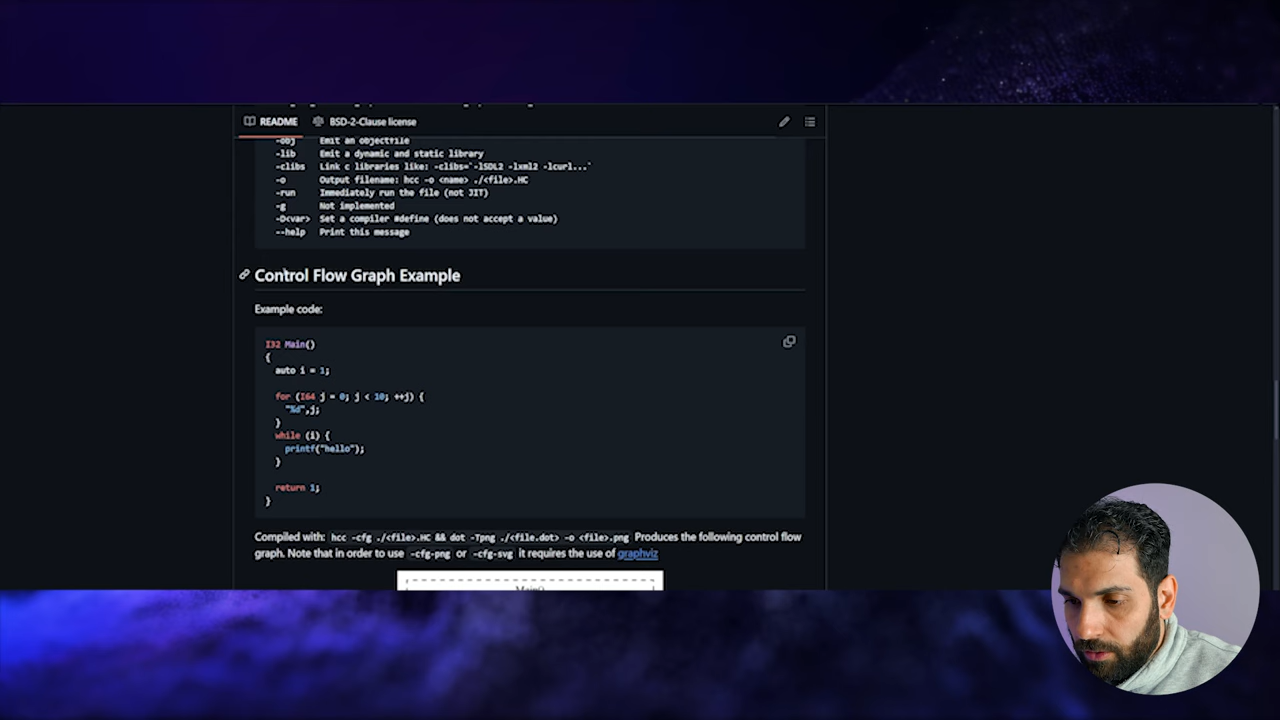 README BSD-2-Clause license
-obj Emit an objectfile
-lib Emit a dynamic and static library
-clibs Link c libraries like: -clibs=`-lSDL2 -lxml2 -lcurl...`
-o Output filename: hcc -o <name> ./<file>.HC
-run Immediately run the file (not JIT)
-g Not implemented
-D<var> Set a compiler #define (does not accept a value)
--help Print this message
Control Flow Graph Example
Example code:
I32 Main()
{
auto i = 1;
for (I64 j = 0; j < 10; ++j) {
"%d",j;
}
while (i) {
printf("hello");
}
return 1;
}
Compiled with: hcc -cfg ./<file>.HC && dot -Tpng ./<file.dot> -o <file>.png Produces the following control flow
graph. Note that in order to use -cfg-png or -cfg-svg it requires the use of graphviz